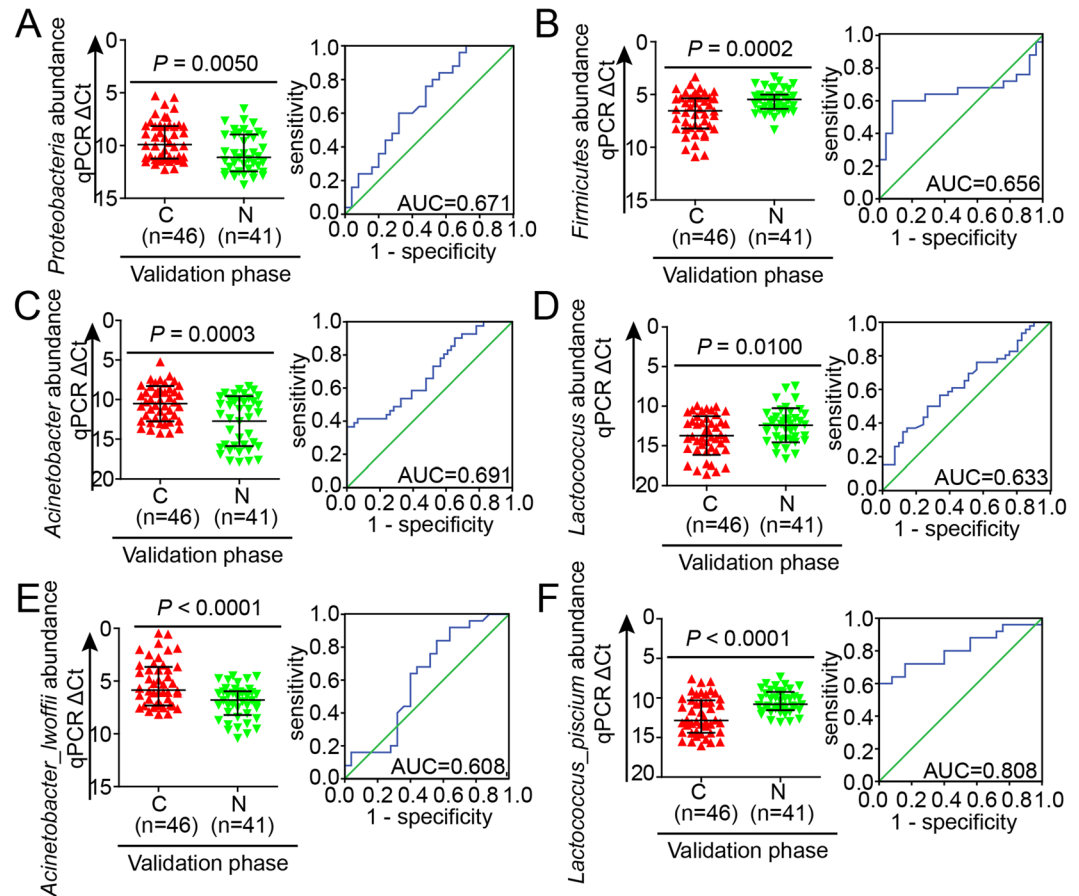 A
Proteobacteria abundance
qPCR ΔCt
0
5
10
15
P = 0.0050
C
N
(n=46)
(n=41)
Validation phase
sensitivity
1.0
0.8
0.6
0.4
0.2
0.0
AUC=0.671
0.0 0.2 0.4 0.6 0.8 1.0
1 - specificity
B
Firmicutes abundance
qPCR ΔCt
0
5
10
15
P = 0.0002
C
N
(n=46)
(n=41)
Validation phase
sensitivity
1.0
0.8
0.6
0.4
0.2
0.0
AUC=0.656
0.0 0.2 0.4 0.6 0.8 1.0
1 - specificity
C
Acinetobacter abundance
qPCR ΔCt
0
5
10
15
20
P = 0.0003
C
N
(n=46)
(n=41)
Validation phase
sensitivity
1.0
0.8
0.6
0.4
0.2
0.0
AUC=0.691
0.0 0.2 0.4 0.6 0.8 1.0
1 - specificity
D
Lactococcus abundance
qPCR ΔCt
0
5
10
15
20
P = 0.0100
C
N
(n=46)
(n=41)
Validation phase
sensitivity
1.0
0.8
0.6
0.4
0.2
0.0
AUC=0.633
0.0 0.2 0.4 0.6 0.81.0
1 - specificity
E
Acinetobacter_lwoffii abundance
qPCR ΔCt
0
5
10
15
P < 0.0001
C
N
(n=46)
(n=41)
Validation phase
sensitivity
1.0
0.8
0.6
0.4
0.2
0.0
AUC=0.608
0.0 0.2 0.4 0.6 0.8 1.0
1 - specificity
F
Lactoccoccus_piscium abundance
qPCR ΔCt
0
5
10
15
20
P < 0.0001
C
N
(n=46)
(n=41)
Validation phase
sensitivity
1.0
0.8
0.6
0.4
0.2
0.0
AUC=0.808
0.0 0.2 0.4 0.6 0.81.0
1 - specificity